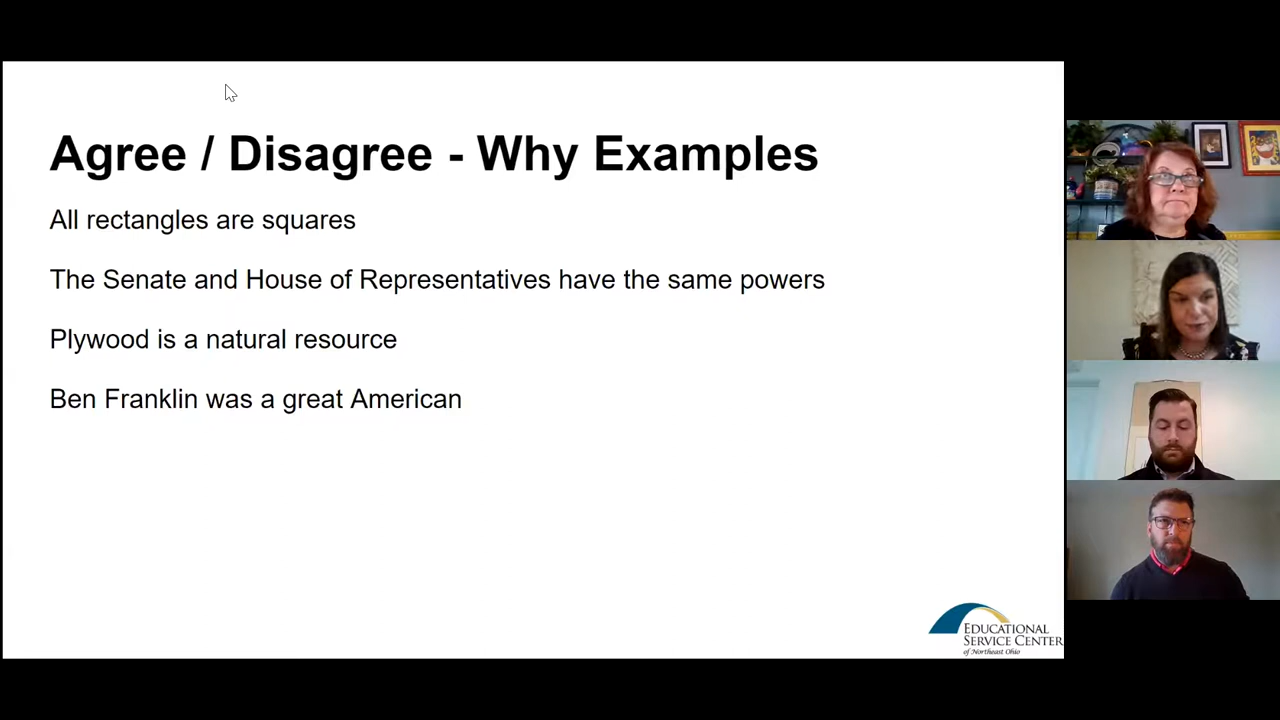 Agree / Disagree - Why Examples
All rectangles are squares
The Senate and House of Representatives have the same powers
Plywood is a natural resource
Ben Franklin was a great American
EDUCATIONAL
SERVICE CENTER
of Northeast Ohio